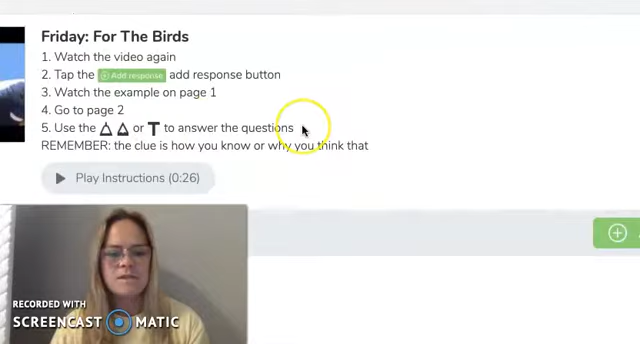 Friday: For The Birds
1. Watch the video again
2. Tap the Add response add response button
3. Watch the example on page 1
4. Go to page 2
5. Use the or T to answer the questions
REMEMBER: the clue is how you know or why you think that
Play Instructions (0:26)
RECORDED WITH
SCREENCAST MATIC